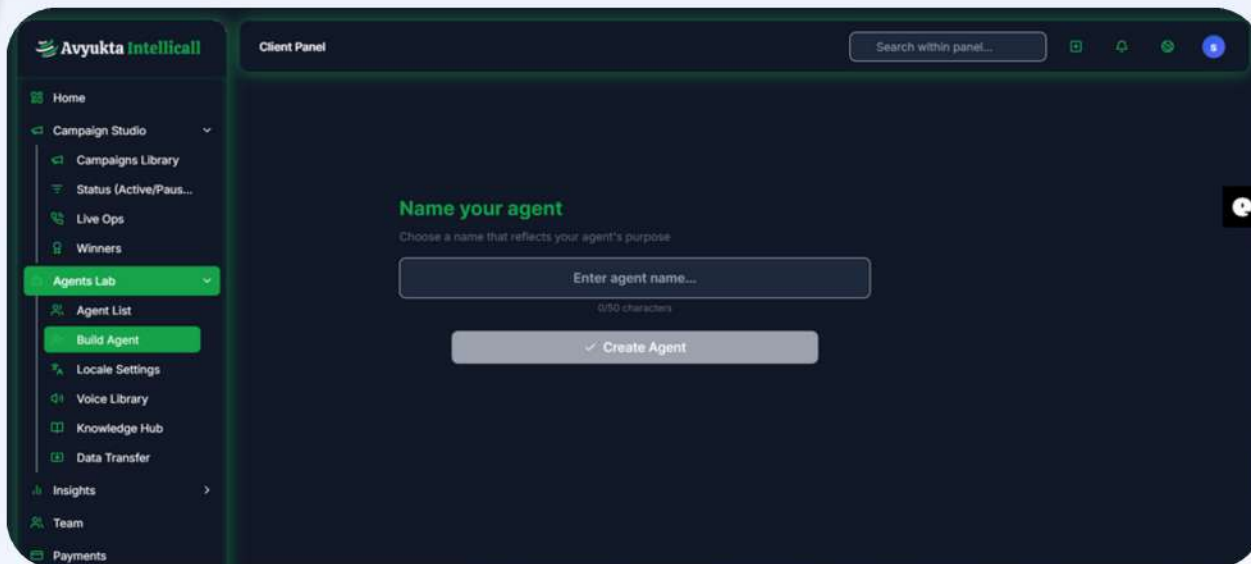 Avyukta Intellicall
Client Panel
Search within panel...
s
Home
Campaign Studio
Campaigns Library
Status (Active/Paus...
Live Ops
Winners
Agents Lab
Agent List
Build Agent
Locale Settings
Voice Library
Knowledge Hub
Data Transfer
Insights
Team
Payments
Name your agent
Choose a name that reflects your agent's purpose
Enter agent name...
0/50 characters
Create Agent